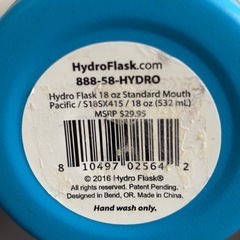 HydroFlask.com
888-58-HYDRO
Hydro Flask 18 oz Standard Mouth
Pacific / S18SX415 / 18 oz (532 mL)
MSRP $29.95
8 10497 02564 2
© 2016 Hydro Flask®
All rights reserved. Patent Pending.
Designed in Bend, OR. Made in China.
Hand wash only.